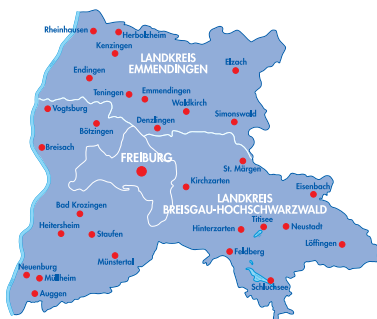 Rheinhausen
Herbolzheim
Kenzingen
LANDKREIS
EMMENDINGEN
Elzach
Endingen
Teningen
Emmendingen
Waldkirch
Vogtsburg
Simonswald
Denzlingen
Bötzingen
Breisach
FREIBURG
St. Märgen
Kirchzarten
Eisenbach
LANDKREIS
BREISGAU-HOCHSCHWARZWALD
Bad Krozingen
Titisee
Heitersheim
Staufen
Hinterzarten
Neustadt
Löffingen
Münstertal
Feldberg
Neuenburg
Müllheim
Schluchsee
Auggen